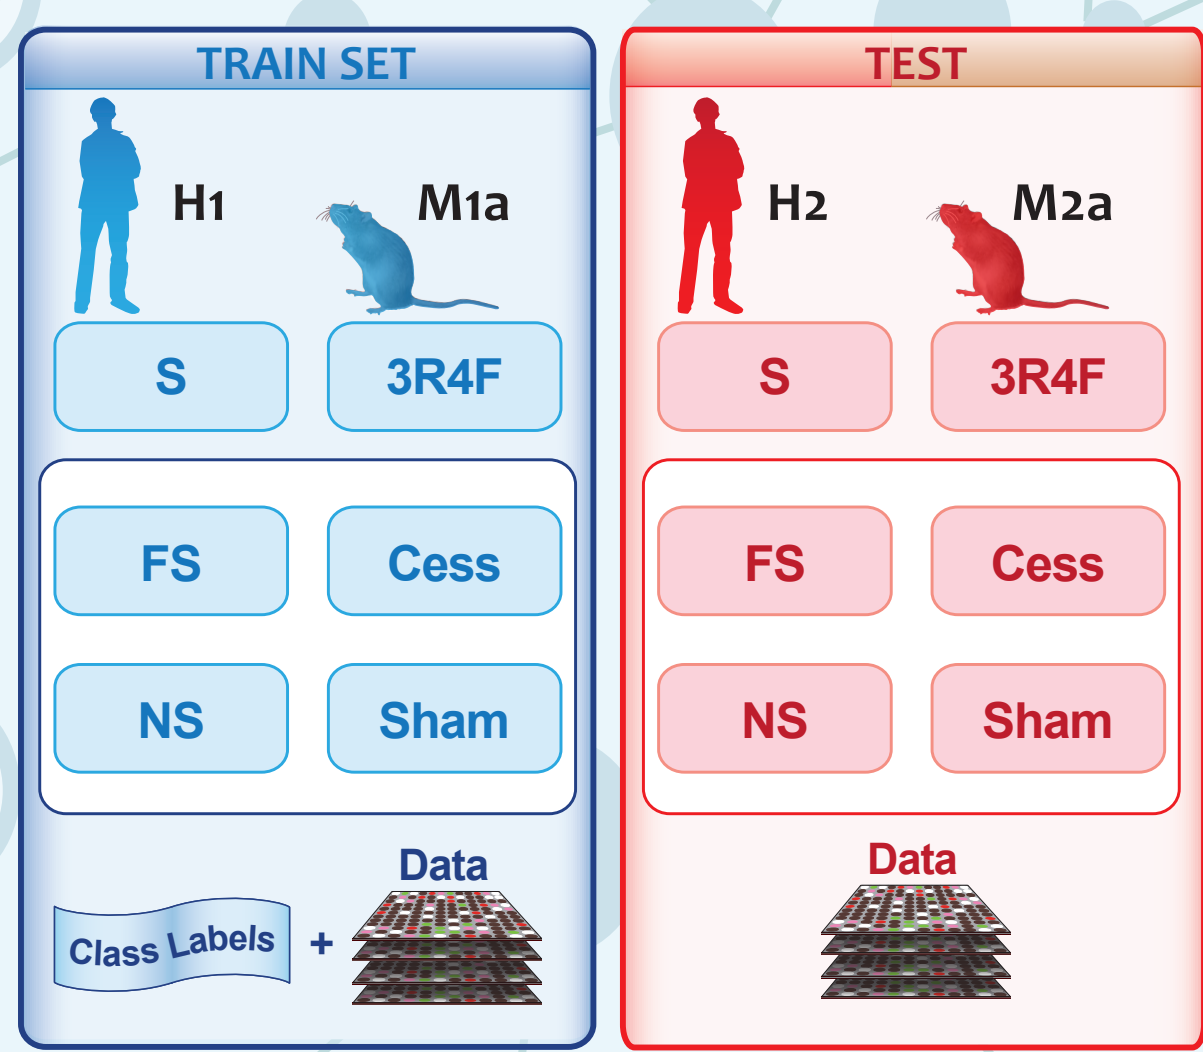 TRAIN SET
H1 M1a
S 3R4F
FS Cess
NS Sham
Data
Class Labels +
TEST
H2 M2a
S 3R4F
FS Cess
NS Sham
Data